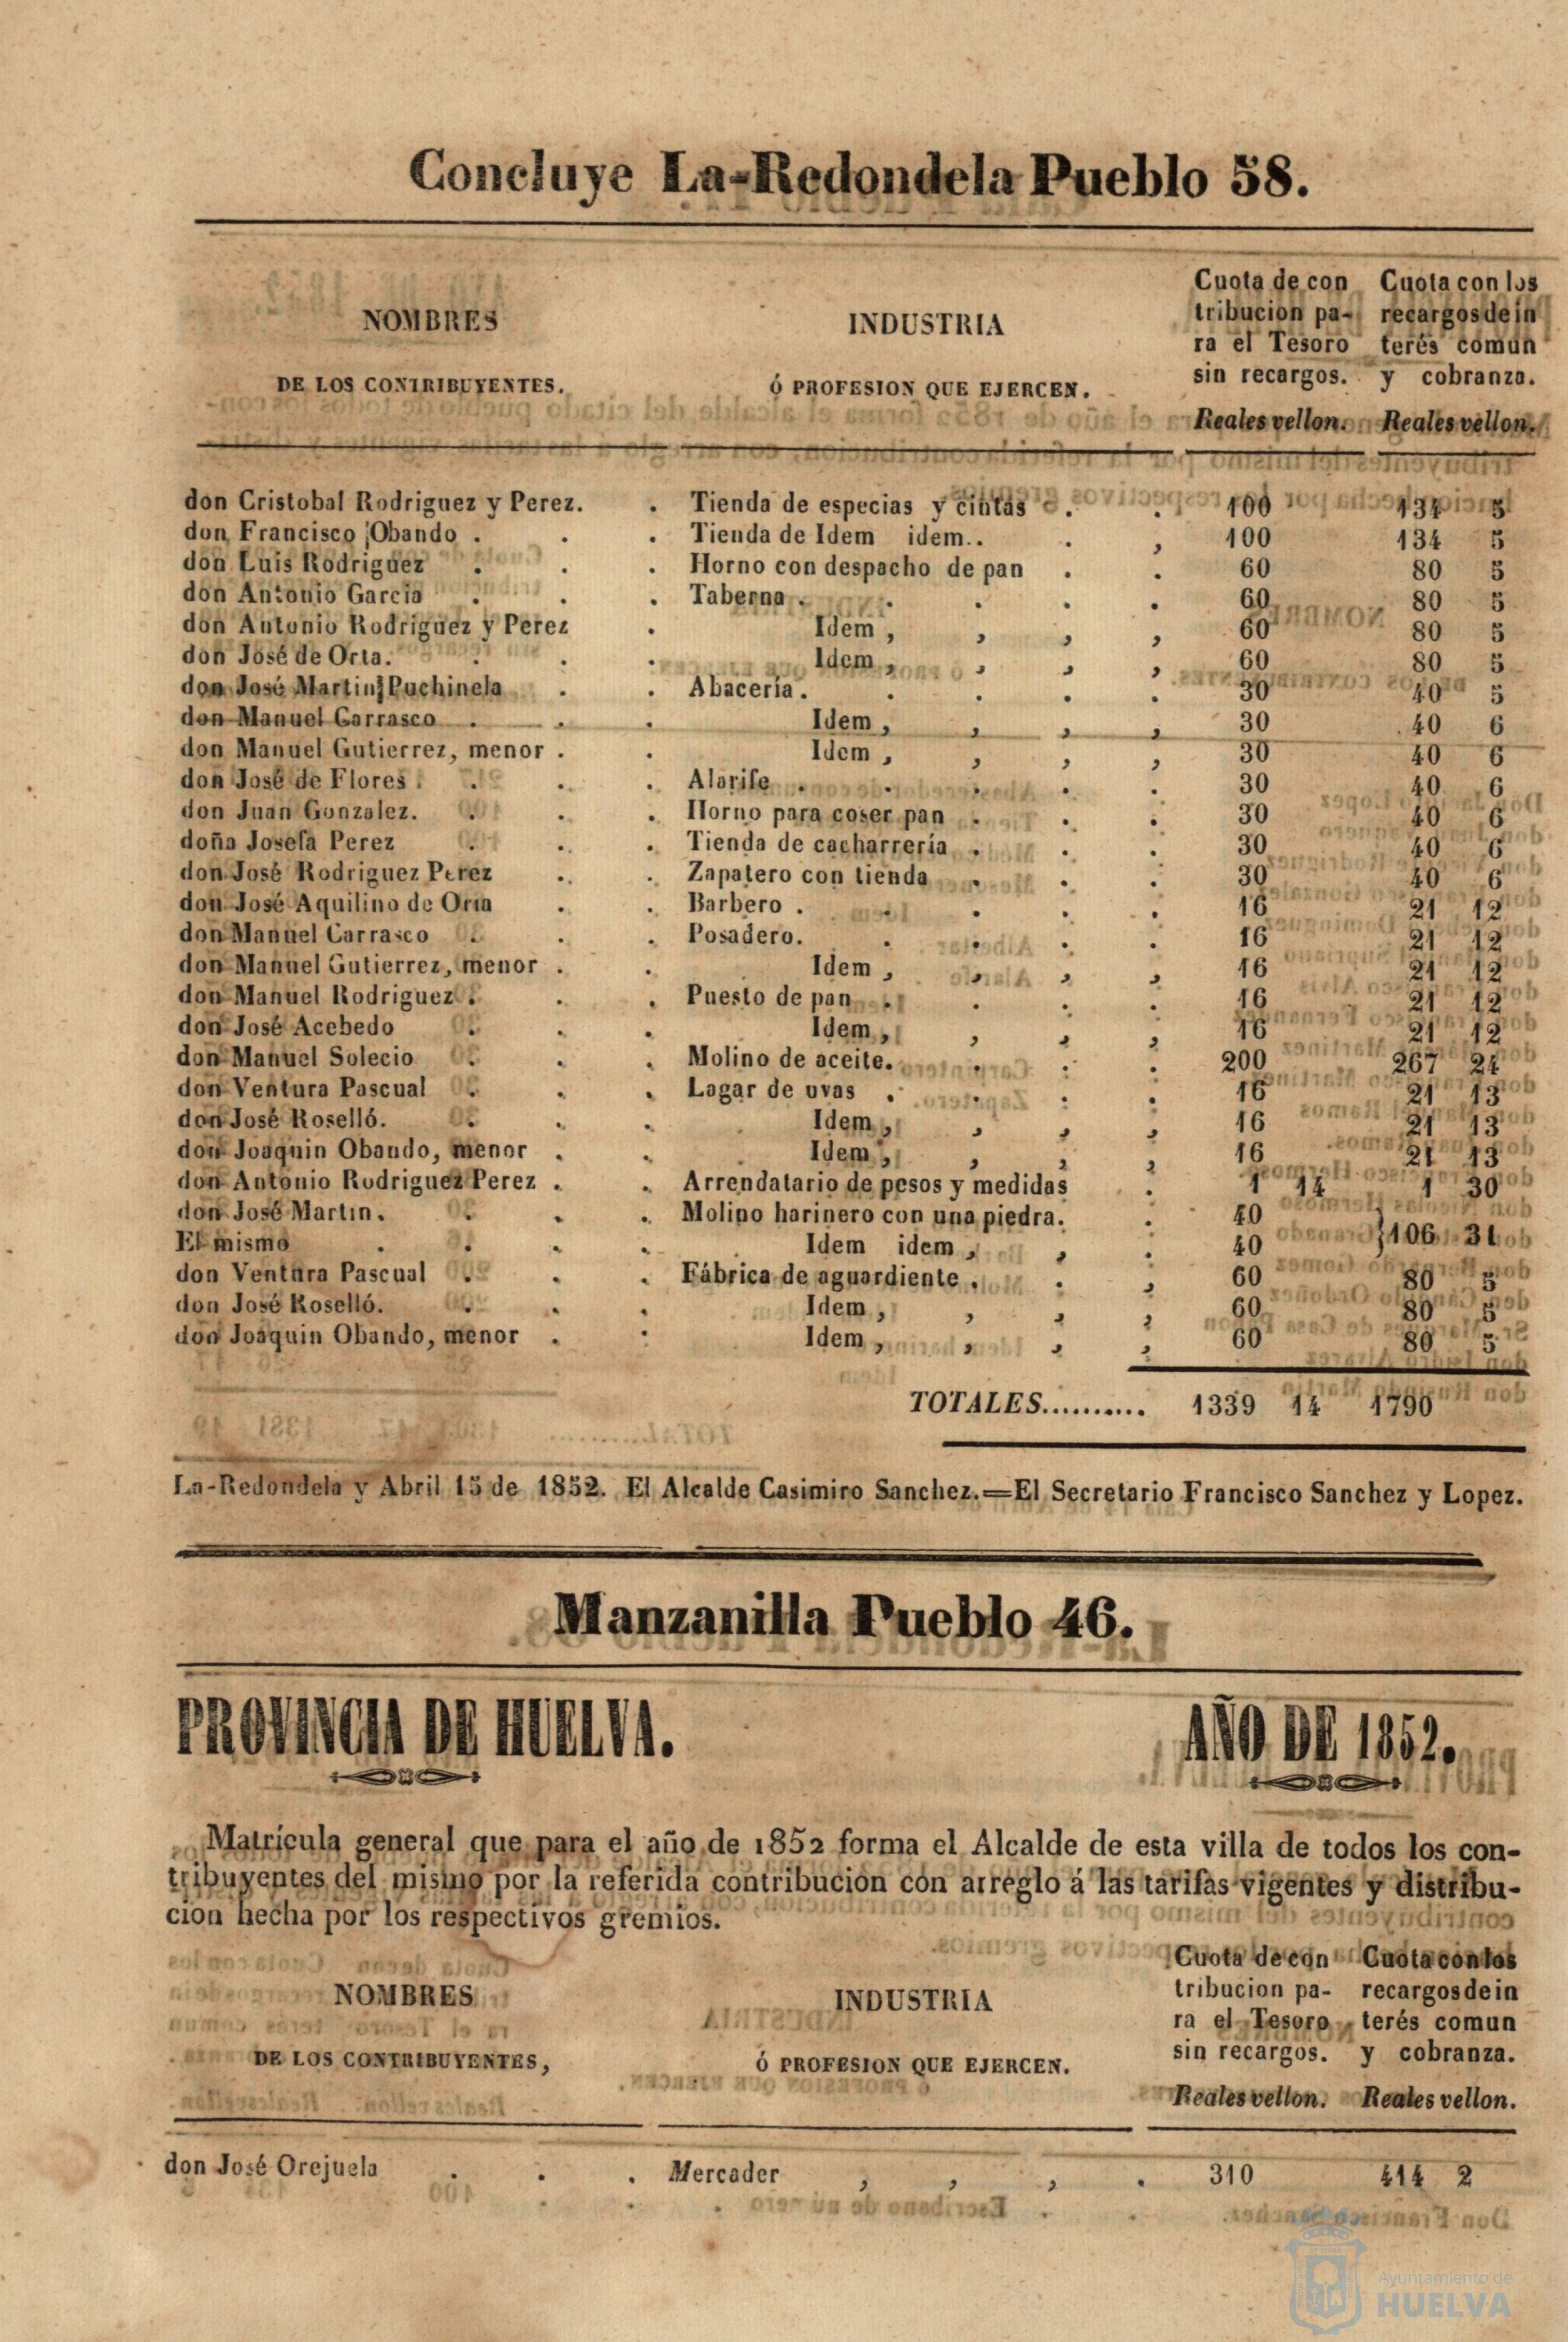 Concluye La-Redondela Pueblo 58.
NOMBRES
DE LOS CONTRIBUYENTES.
INDUSTRIA
Ó PROFESION QUE EJERCEN.
Cuota de con
tribucion pa-
ra el Tesoro
sin recargos.
Reales vellon.
Cuota con los
recargos de in
terés comun
y cobranza.
Reales vellon.
don Cristobal Rodriguez y Perez. . Tienda de especias y cintas . . 100 134 5
don Francisco Obando . . . Tienda de Idem idem.. . , 100 134 5
don Luis Rodriguez . . . Horno con despacho de pan . . 60 80 5
don Antonio Garcia . . . Taberna . . . . . 60 80 5
don Antonio Rodriguez y Perez . Idem , , , , 60 80 5
don José de Orta. . . . Idem , , , , 60 80 5
don José Martin Puchinela . . Abacería. . . . . 30 40 5
don Manuel Carrasco . . . Idem , , , , 30 40 6
don Manuel Gutierrez, menor . . Idem , , , , 30 40 6
don José de Flores . . . . Alarife . . . . . 30 40 6
don Juan Gonzalez. . . . Horno para coser pan . . . 30 40 6
doña Josefa Perez . . . Tienda de cacharrería . . . 30 40 6
don José Rodriguez Perez . . Zapatero con tienda . . . 30 40 6
don José Aquilino de Orta . . Barbero . . . . . 16 21 12
don Manuel Carrasco . . . Posadero. . . . . 16 21 12
don Manuel Gutierrez, menor . . Idem , , , , 16 21 12
don Manuel Rodriguez . . . Puesto de pan . . . . 16 21 12
don José Acebedo . . . Idem , , , , 16 21 12
don Manuel Solecio . . . Molino de aceite. . . . 200 267 24
don Ventura Pascual . . . Lagar de uvas . . . . 16 21 13
don José Roselló. . . . Idem , , , , 16 21 13
don Joaquin Obando, menor . . Idem , , , , 16 21 13
don Antonio Rodriguez Perez . . Arrendatario de pesos y medidas . 1 14 1 30
don José Martin. . . . Molino harinero con una piedra. . 40
El mismo . . . . Idem idem , , . 40 }106 31
don Ventura Pascual . . . Fábrica de aguardiente . . , 60 80 5
don José Roselló. . . . Idem , , , , 60 80 5
don Joaquin Obando, menor . . Idem , , , , 60 80 5
TOTALES.......... 1339 14 1790
La-Redondela y Abril 15 de 1852. El Alcalde Casimiro Sanchez.=El Secretario Francisco Sanchez y Lopez.
Manzanilla Pueblo 46.
PROVINCIA DE HUELVA.
AÑO DE 1852.
Matrícula general que para el año de 1852 forma el Alcalde de esta villa de todos los con-
tribuyentes del mismo por la referida contribucion con arreglo á las tarifas vigentes y distribu-
cion hecha por los respectivos gremios.
NOMBRES
DE LOS CONTRIBUYENTES,
INDUSTRIA
Ó PROFESION QUE EJERCEN.
Cuota de con
tribucion pa-
ra el Tesoro
sin recargos.
Reales vellon.
Cuota con los
recargos de in
terés comun
y cobranza.
Reales vellon.
don José Orejuela . . . Mercader , , , . 310 414 2
Ayuntamiento de
HUELVA